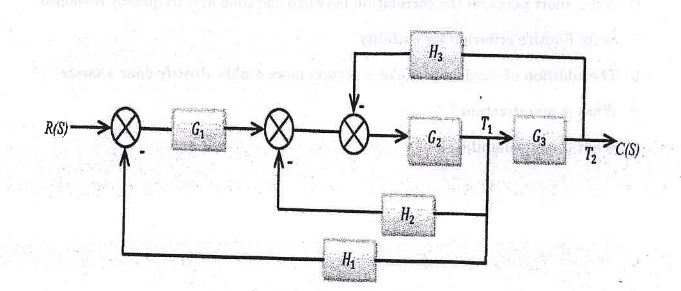 H₃
R(S) G₁ G₂ T₁ G₃ T₂ C(S)
- - -
H₂
H₁